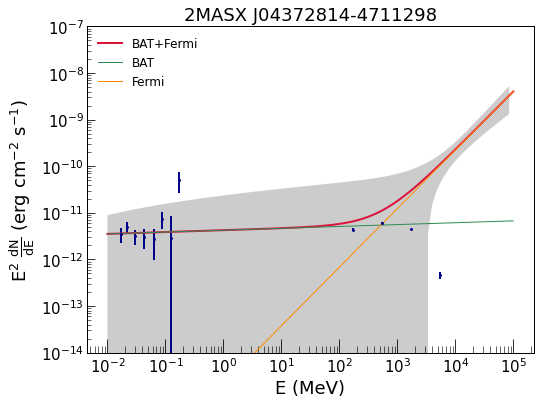 2MASX J04372814-4711298
BAT+Fermi
BAT
Fermi
E² dN/dE (erg cm⁻² s⁻¹)
10⁻⁷
10⁻⁸
10⁻⁹
10⁻¹⁰
10⁻¹¹
10⁻¹²
10⁻¹³
10⁻¹⁴
10⁻² 10⁻¹ 10⁰ 10¹ 10² 10³ 10⁴ 10⁵
E (MeV)